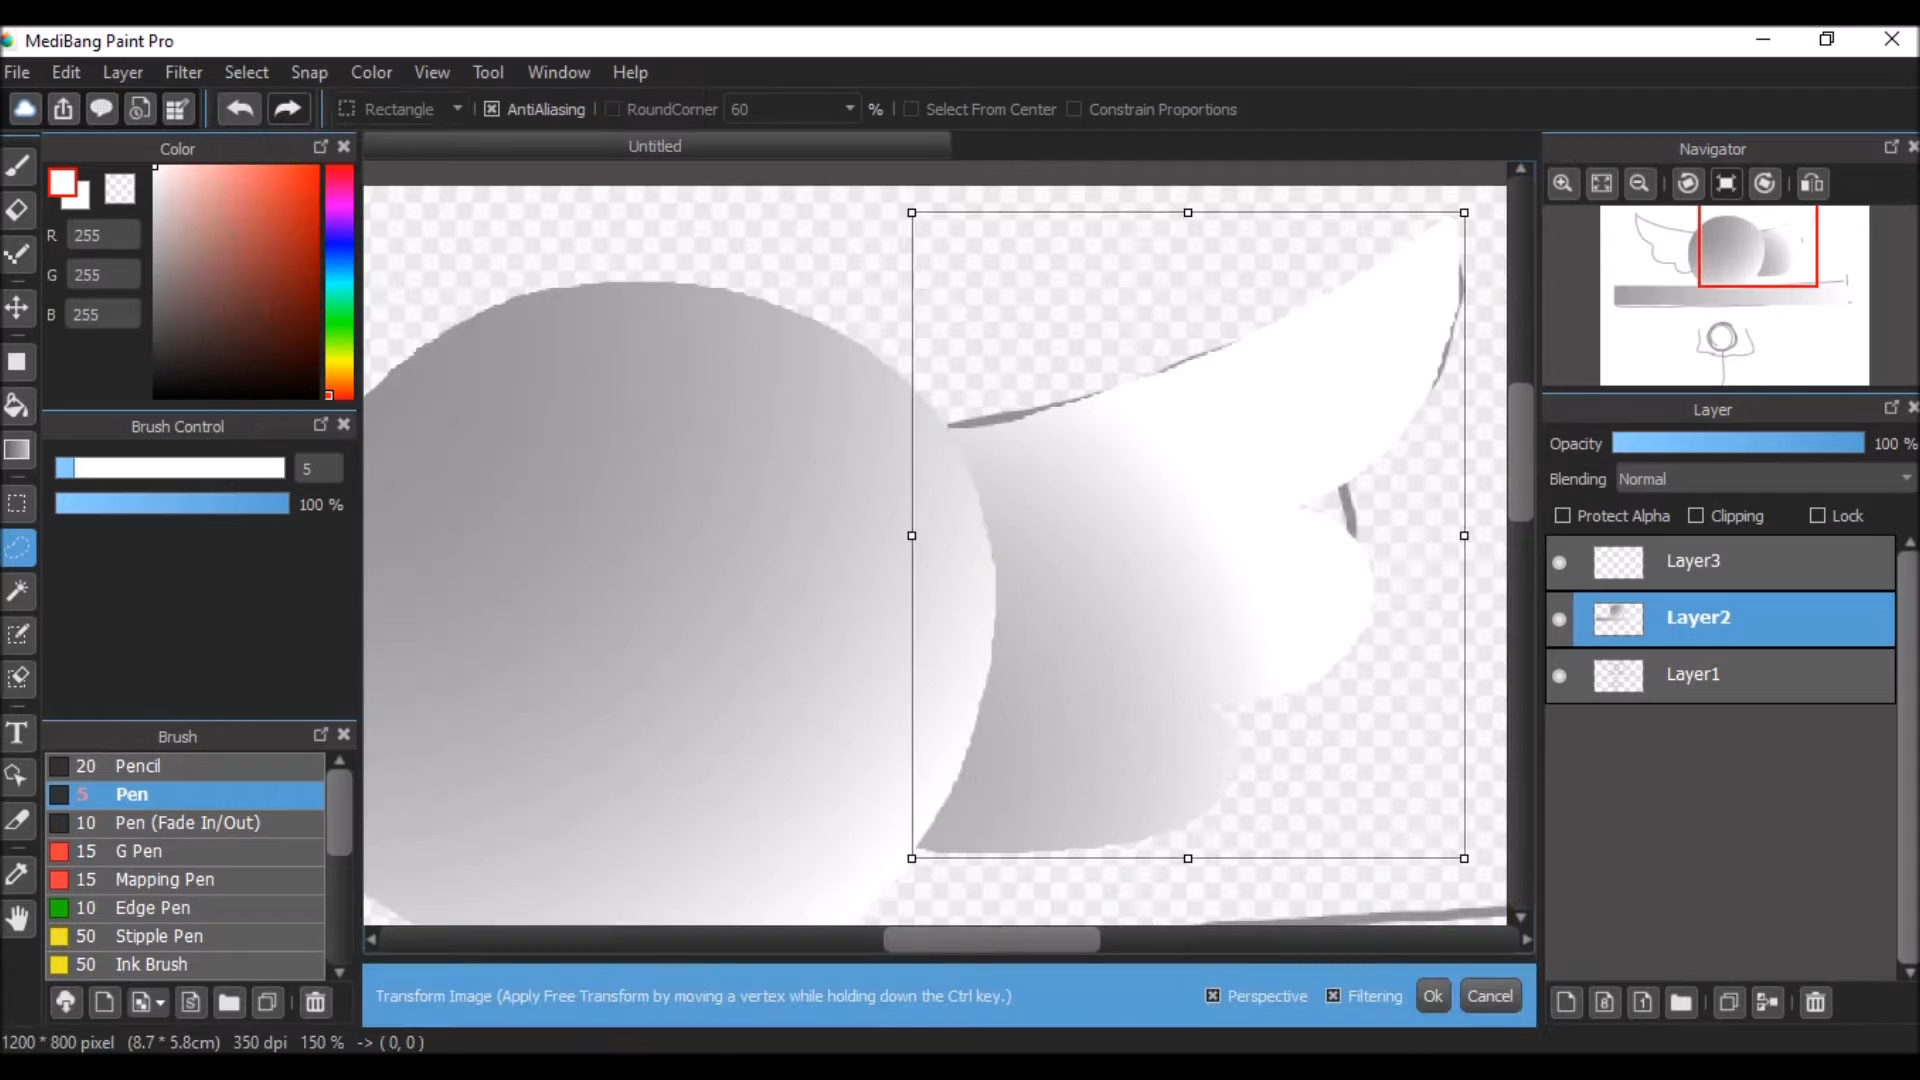 MediBang Paint Pro
File Edit Layer Filter Select Snap Color View Tool Window Help
Rectangle AntiAliasing RoundCorner 60 % Select From Center Constrain Proportions
Color
Untitled
Navigator
R 255
G 255
B 255
Brush Control
5
100 %
Layer
Opacity 100 %
Blending Normal
Protect Alpha Clipping Lock
Layer3
Layer2
Layer1
Brush
20 Pencil
5 Pen
10 Pen (Fade In/Out)
15 G Pen
15 Mapping Pen
10 Edge Pen
50 Stipple Pen
50 Ink Brush
Transform Image (Apply Free Transform by moving a vertex while holding down the Ctrl key.) Perspective Filtering Ok Cancel
1200 * 800 pixel (8.7 * 5.8cm) 350 dpi 150 % -> ( 0, 0 )